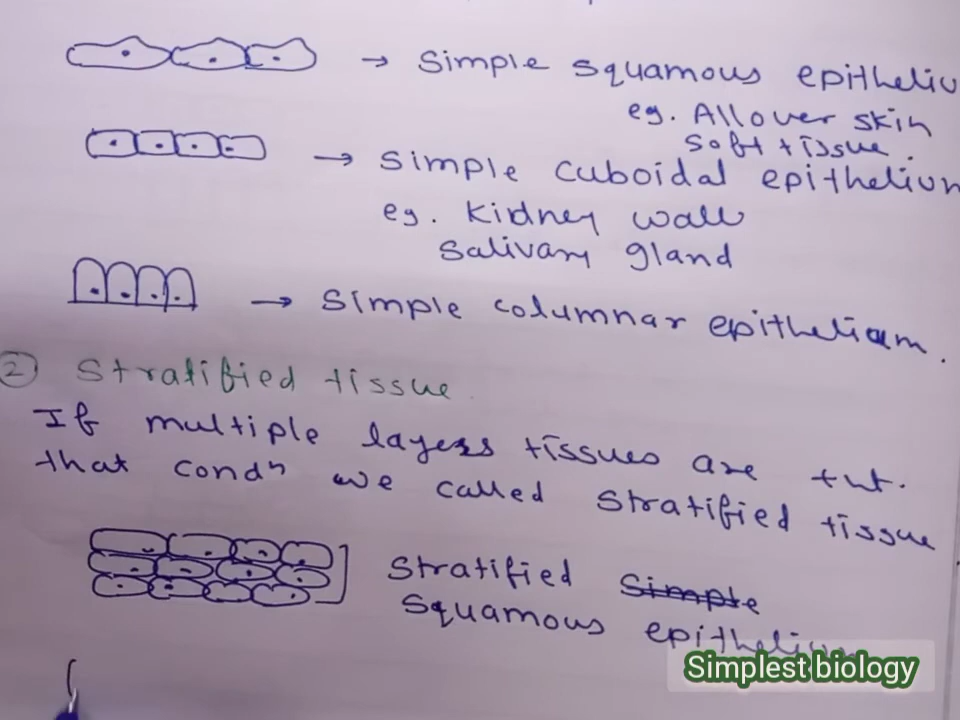 → Simple squamous epitheliu
eg. Allover skin
soft tissue.
→ simple cuboidal epithelium
eg. Kidney wall
Salivary gland
→ simple columnar epithelium.
② Stratified tissue.
If multiple layers tissues are tht.
that condn we called stratified tissue
Stratified Simple
squamous epithelium
Simplest biology